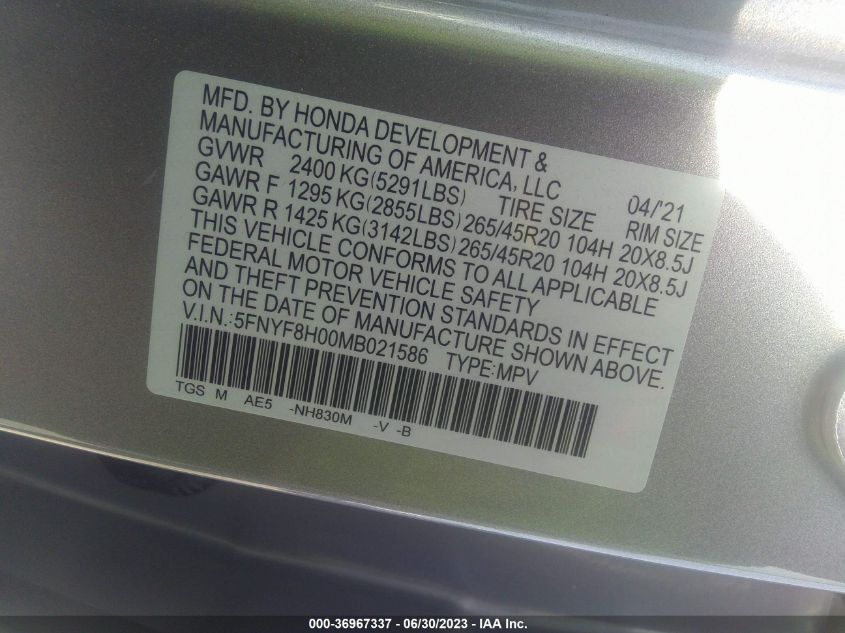 MFD. BY HONDA DEVELOPMENT &
MANUFACTURING OF AMERICA, LLC 04/'21
GVWR 2400 KG(5291LBS) TIRE SIZE RIM SIZE
GAWR F 1295 KG(2855LBS) 265/45R20 104H 20X8.5J
GAWR R 1425 KG(3142LBS) 265/45R20 104H 20X8.5J
THIS VEHICLE CONFORMS TO ALL APPLICABLE
FEDERAL MOTOR VEHICLE SAFETY
AND THEFT PREVENTION STANDARDS IN EFFECT
ON THE DATE OF MANUFACTURE SHOWN ABOVE.
V.I.N.:5FNYF8H00MB021586 TYPE:MPV
TGS M AE5 -NH830M -V -B
000-36967337 - 06/30/2023 - IAA Inc.